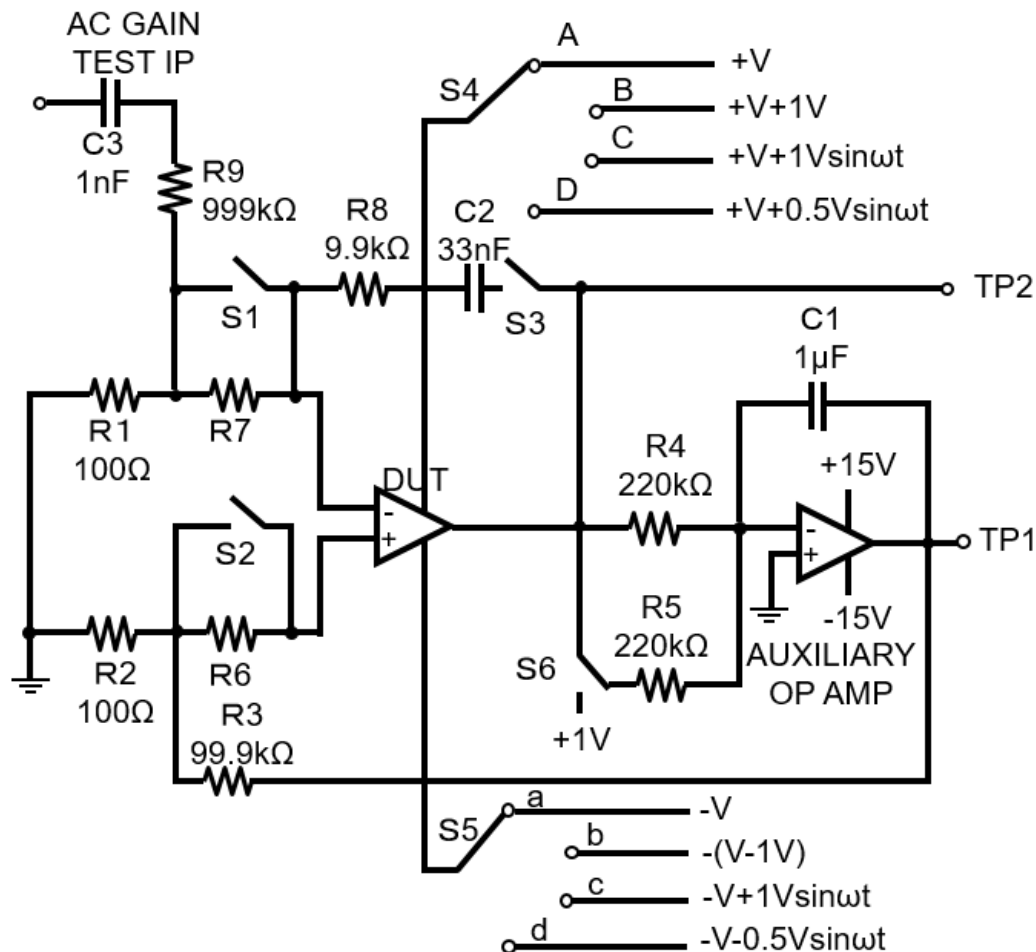 AC GAIN
TEST IP
C3
1nF
R9
999kΩ
S4
A
+V
B
+V+1V
C
+V+1Vsinωt
D
+V+0.5Vsinωt
R8
9.9kΩ
C2
33nF
S1
S3
TP2
C1
1µF
R1
100Ω
R7
DUT
-
+
S2
R4
220kΩ
+15V
-
+
-15V
TP1
R5
220kΩ
AUXILIARY
OP AMP
S6
+1V
R2
100Ω
R6
R3
99.9kΩ
S5
a
-V
b
-(V-1V)
c
-V+1Vsinωt
d
-V-0.5Vsinωt